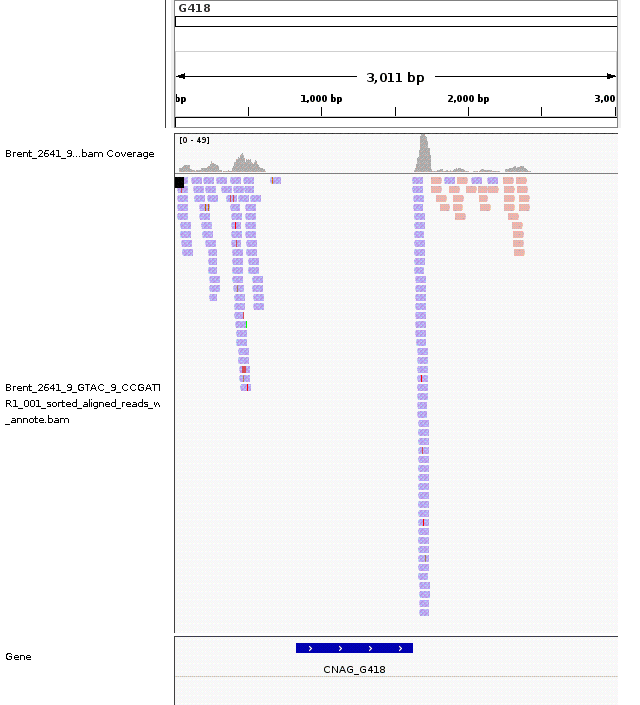 G418
3,011 bp
bp 1,000 bp 2,000 bp 3,00
[0 - 49]
Brent_2641_9...bam Coverage
Brent_2641_9_GTAC_9_CCGATT
R1_001_sorted_aligned_reads_w
_annote.bam
Gene
CNAG_G418